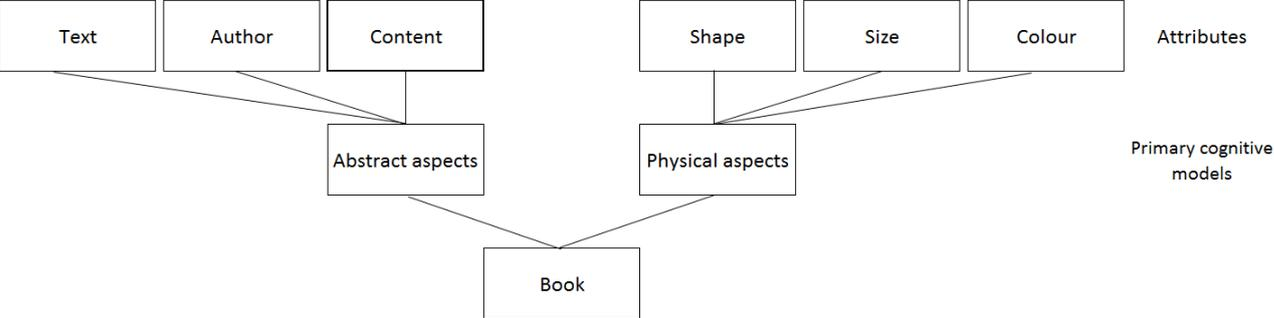 Text
Author
Content
Shape
Size
Colour
Attributes
Abstract aspects
Physical aspects
Primary cognitive
models
Book